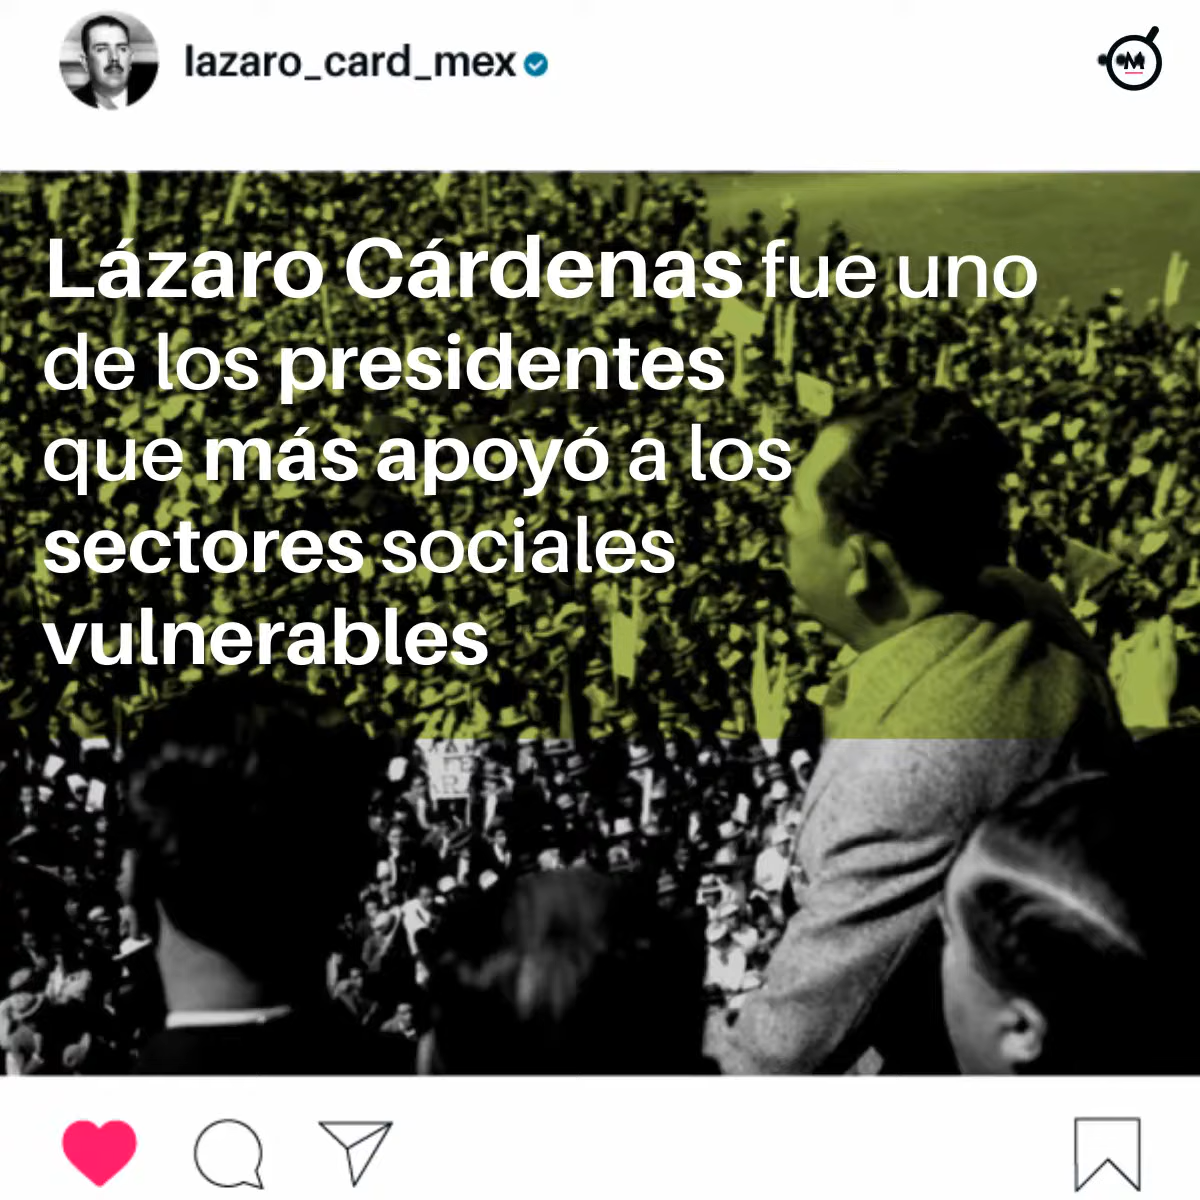 lazaro_card_mex
M
Lázaro Cárdenas fue uno
de los presidentes
que más apoyó a los
sectores sociales
vulnerables